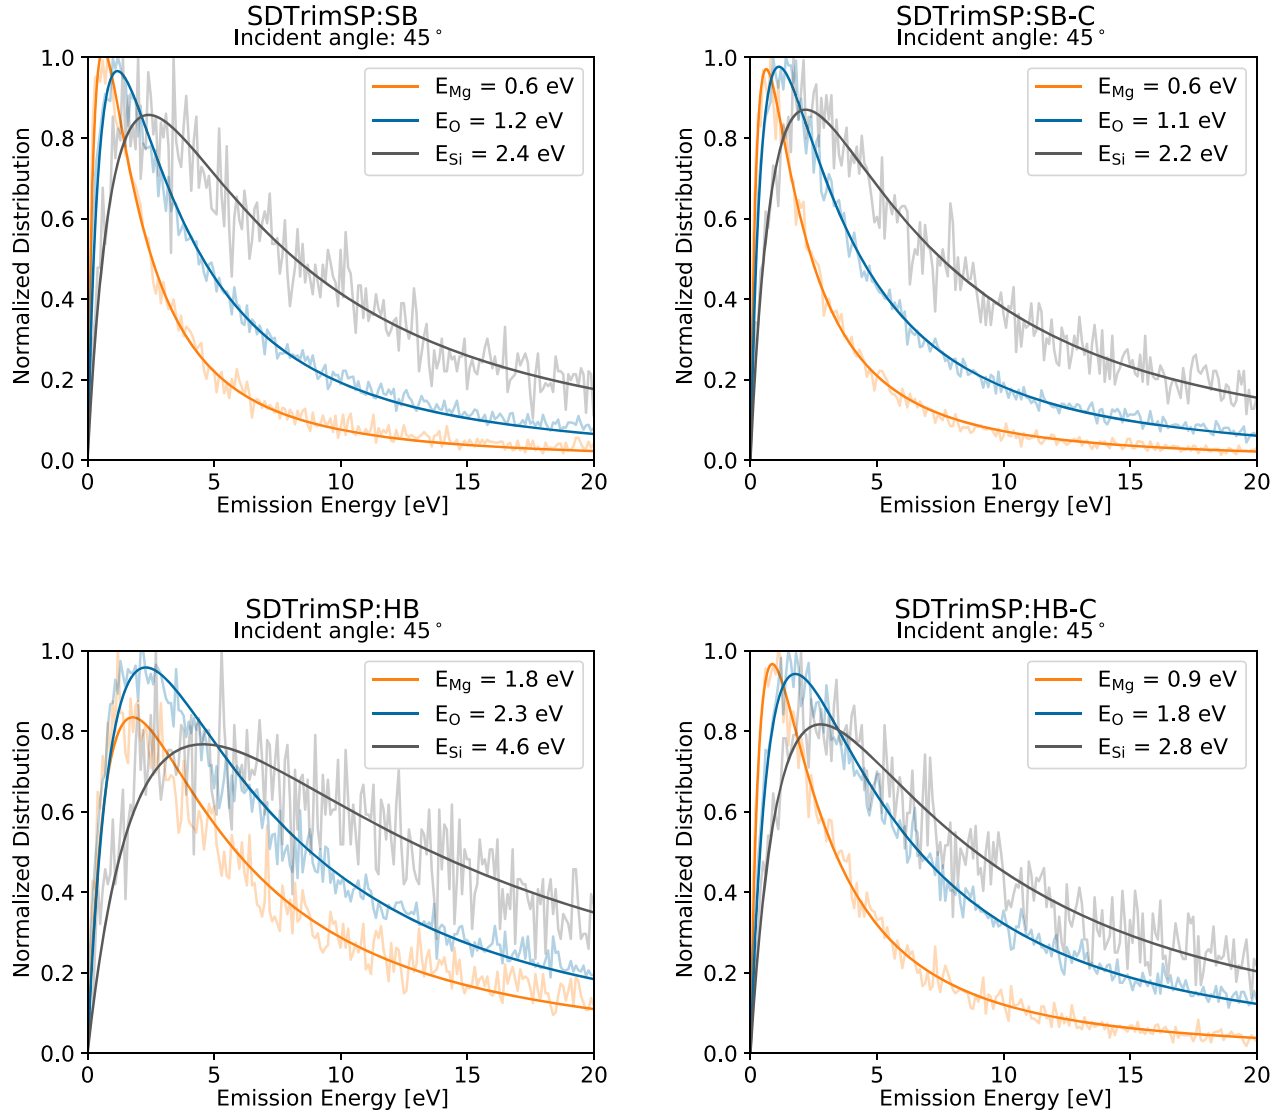 SDTrimSP:SB
Incident angle: 45°
Normalized Distribution
1.0
0.8
0.6
0.4
0.2
0.0
E_Mg = 0.6 eV
E_O = 1.2 eV
E_Si = 2.4 eV
0 5 10 15 20
Emission Energy [eV]
SDTrimSP:SB-C
Incident angle: 45°
Normalized Distribution
1.0
0.8
0.6
0.4
0.2
0.0
E_Mg = 0.6 eV
E_O = 1.1 eV
E_Si = 2.2 eV
0 5 10 15 20
Emission Energy [eV]
SDTrimSP:HB
Incident angle: 45°
Normalized Distribution
1.0
0.8
0.6
0.4
0.2
0.0
E_Mg = 1.8 eV
E_O = 2.3 eV
E_Si = 4.6 eV
0 5 10 15 20
Emission Energy [eV]
SDTrimSP:HB-C
Incident angle: 45°
Normalized Distribution
1.0
0.8
0.6
0.4
0.2
0.0
E_Mg = 0.9 eV
E_O = 1.8 eV
E_Si = 2.8 eV
0 5 10 15 20
Emission Energy [eV]